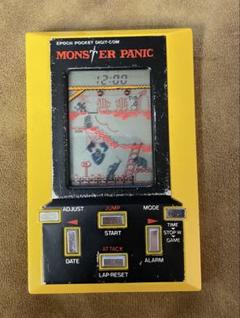 EPOCH POCKET DIGIT-COM
MONSTER PANIC
12:00
ADJUST
JUMP
MODE
START
TIME
STOP W
GAME
ATTACK
DATE
LAP·RESET
ALARM